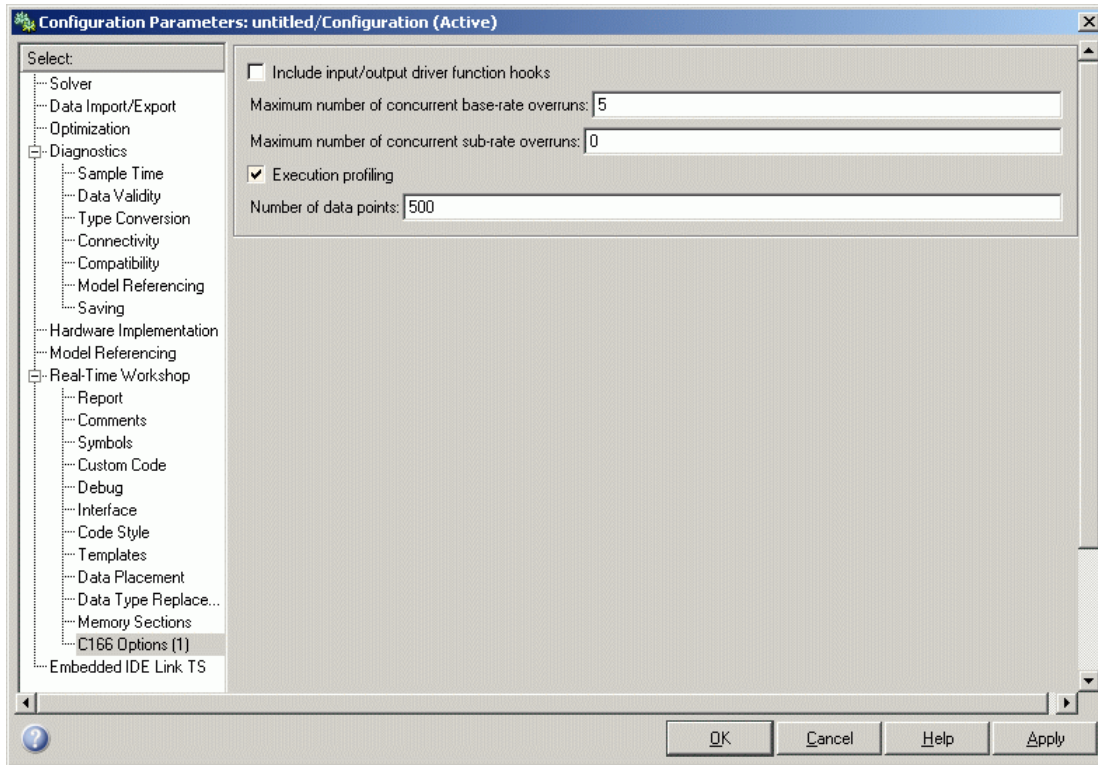 Configuration Parameters: untitled/Configuration (Active)
Select:
Solver
Data Import/Export
Optimization
Diagnostics
Sample Time
Data Validity
Type Conversion
Connectivity
Compatibility
Model Referencing
Saving
Hardware Implementation
Model Referencing
Real-Time Workshop
Report
Comments
Symbols
Custom Code
Debug
Interface
Code Style
Templates
Data Placement
Data Type Replace...
Memory Sections
C166 Options (1)
Embedded IDE Link TS
Include input/output driver function hooks
Maximum number of concurrent base-rate overruns: 5
Maximum number of concurrent sub-rate overruns: 0
Execution profiling
Number of data points: 500
OK Cancel Help Apply